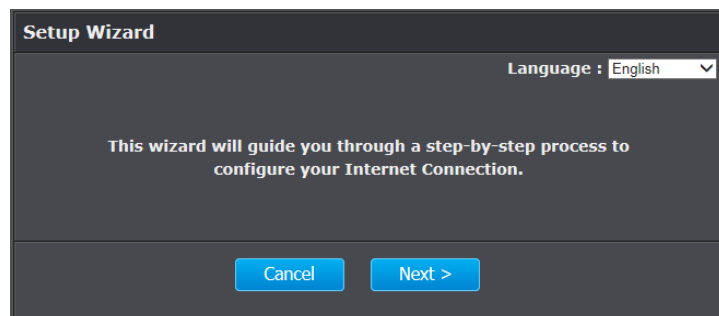 Setup Wizard
Language : English
This wizard will guide you through a step-by-step process to
configure your Internet Connection.
Cancel Next >